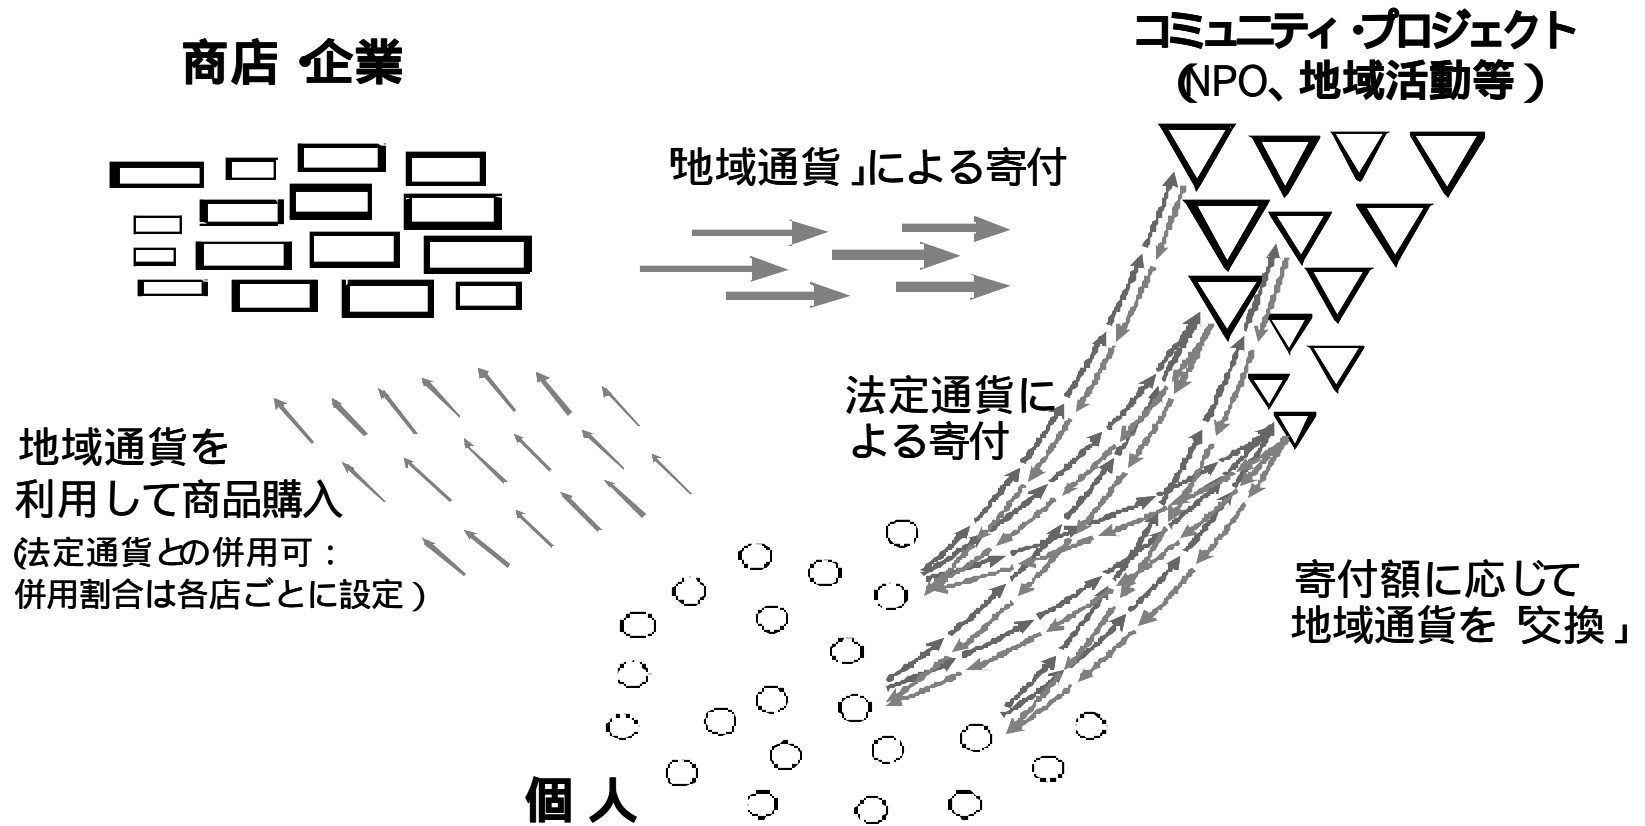 商店・企業
コミュニティ・プロジェクト
(NPO、地域活動等)
「地域通貨」による寄付
法定通貨に
よる寄付
地域通貨を
利用して商品購入
(法定通貨との併用可:
併用割合は各店ごとに設定)
寄付額に応じて
地域通貨を「交換」
個人